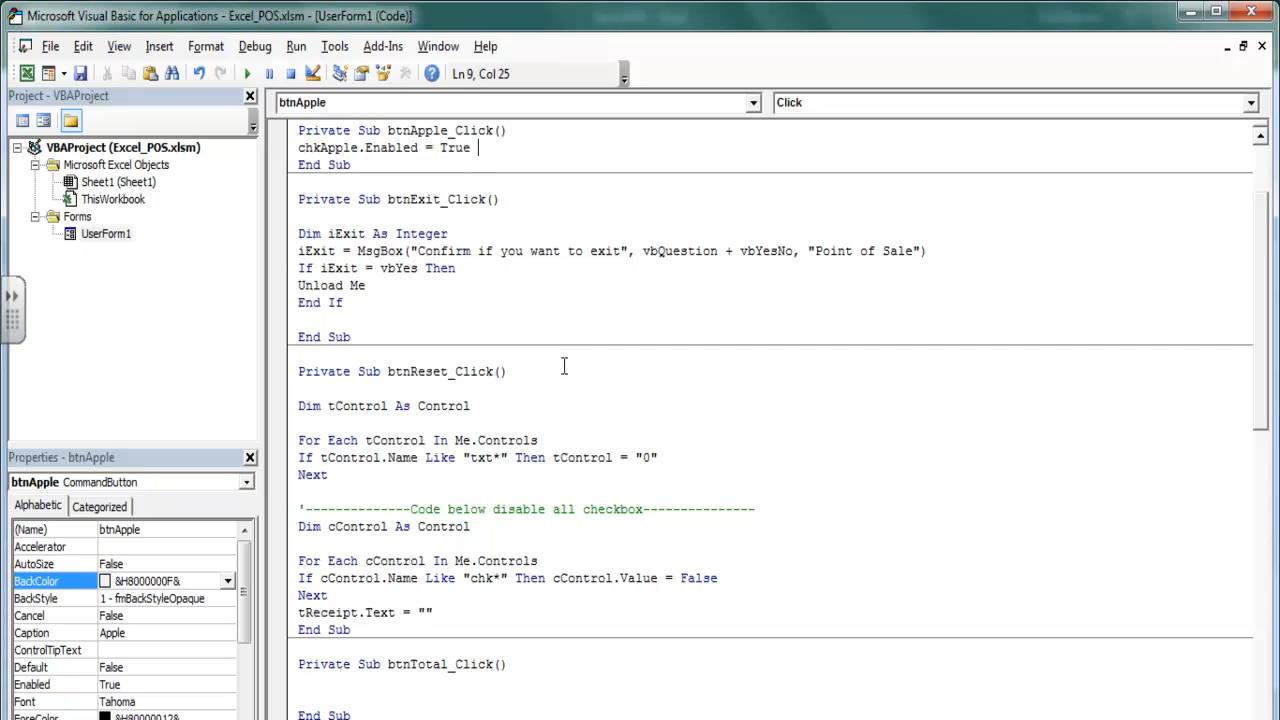 Microsoft Visual Basic for Applications - Excel_POS.xlsm - [UserForm1 (Code)]
File Edit View Insert Format Debug Run Tools Add-Ins Window Help
Ln 9, Col 25
Project - VBAProject
VBAProject (Excel_POS.xlsm)
Microsoft Excel Objects
Sheet1 (Sheet1)
ThisWorkbook
Forms
UserForm1
Properties - btnApple
btnApple CommandButton
Alphabetic Categorized
(Name) btnApple
Accelerator
AutoSize False
BackColor &H8000000F&
BackStyle 1 - fmBackStyleOpaque
Cancel False
Caption Apple
ControlTipText
Default False
Enabled True
Font Tahoma
ForeColor &H80000012&
btnApple Click
Private Sub btnApple_Click()
chkApple.Enabled = True
End Sub
Private Sub btnExit_Click()
Dim iExit As Integer
iExit = MsgBox("Confirm if you want to exit", vbQuestion + vbYesNo, "Point of Sale")
If iExit = vbYes Then
Unload Me
End If
End Sub
Private Sub btnReset_Click()
Dim tControl As Control
For Each tControl In Me.Controls
If tControl.Name Like "txt*" Then tControl = "0"
Next
'--------------Code below disable all checkbox---------------
Dim cControl As Control
For Each cControl In Me.Controls
If cControl.Name Like "chk*" Then cControl.Value = False
Next
tReceipt.Text = ""
End Sub
Private Sub btnTotal_Click()
End Sub